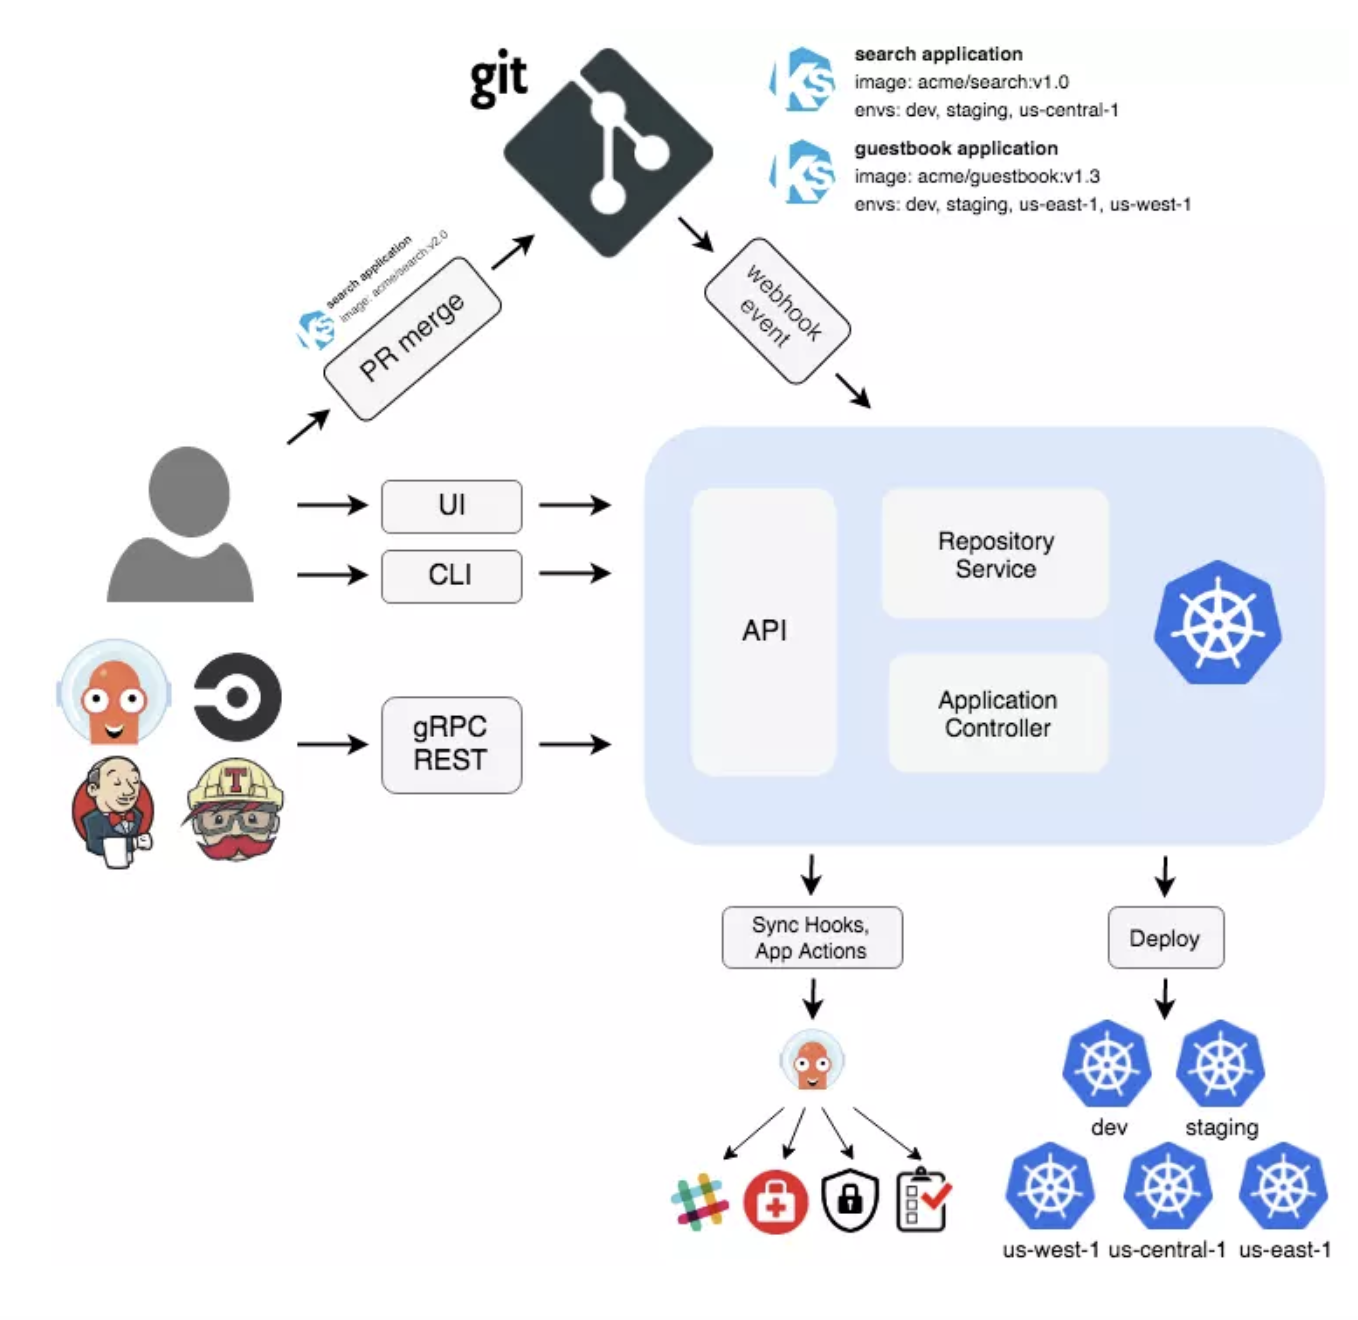 git
search application
image: acme/search:v1.0
envs: dev, staging, us-central-1
guestbook application
image: acme/guestbook:v1.3
envs: dev, staging, us-east-1, us-west-1
Ks
Ks
search application
image: acme/search:v2.0
Ks
PR merge
webhook
event
UI
CLI
gRPC
REST
T
API
Repository
Service
Application
Controller
Sync Hooks,
App Actions
Deploy
dev
staging
us-west-1
us-central-1
us-east-1